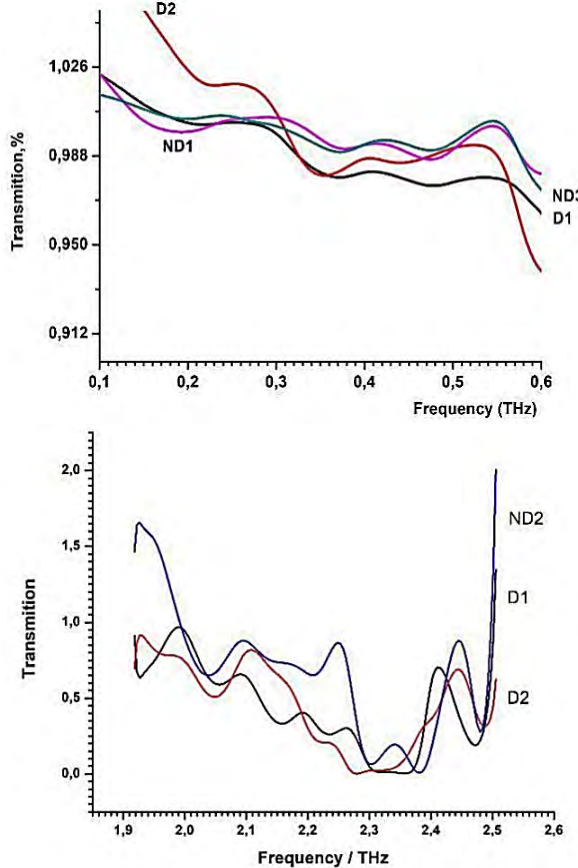 D2
1,026
Transmition, %
0,988
ND1
ND3
D1
0,950
0,912
0,1 0,2 0,3 0,4 0,5 0,6
Frequency (THz)
2,0
ND2
1,5
D1
Transmition
1,0
D2
0,5
0,0
1,9 2,0 2,1 2,2 2,3 2,4 2,5 2,6
Frequency / THz